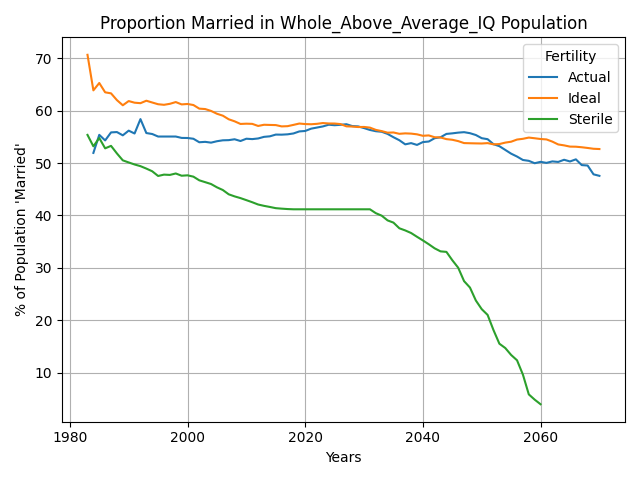 Proportion Married in Whole_Above_Average_IQ Population
Fertility
Actual
Ideal
Sterile
% of Population 'Married'
70
60
50
40
30
20
10
1980
2000
2020
2040
2060
Years